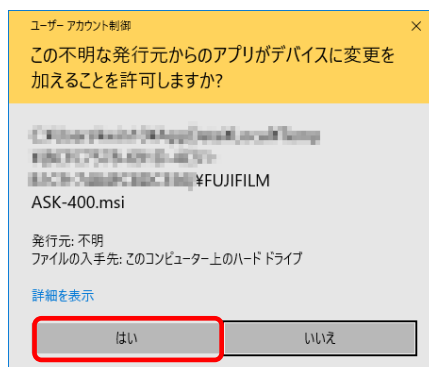 ユーザー アカウント制御
×
この不明な発行元からのアプリがデバイスに変更を
加えることを許可しますか?
¥FUJIFILM
ASK-400.msi
発行元: 不明
ファイルの入手先: このコンピューター上のハード ドライブ
詳細を表示
はい
いいえ